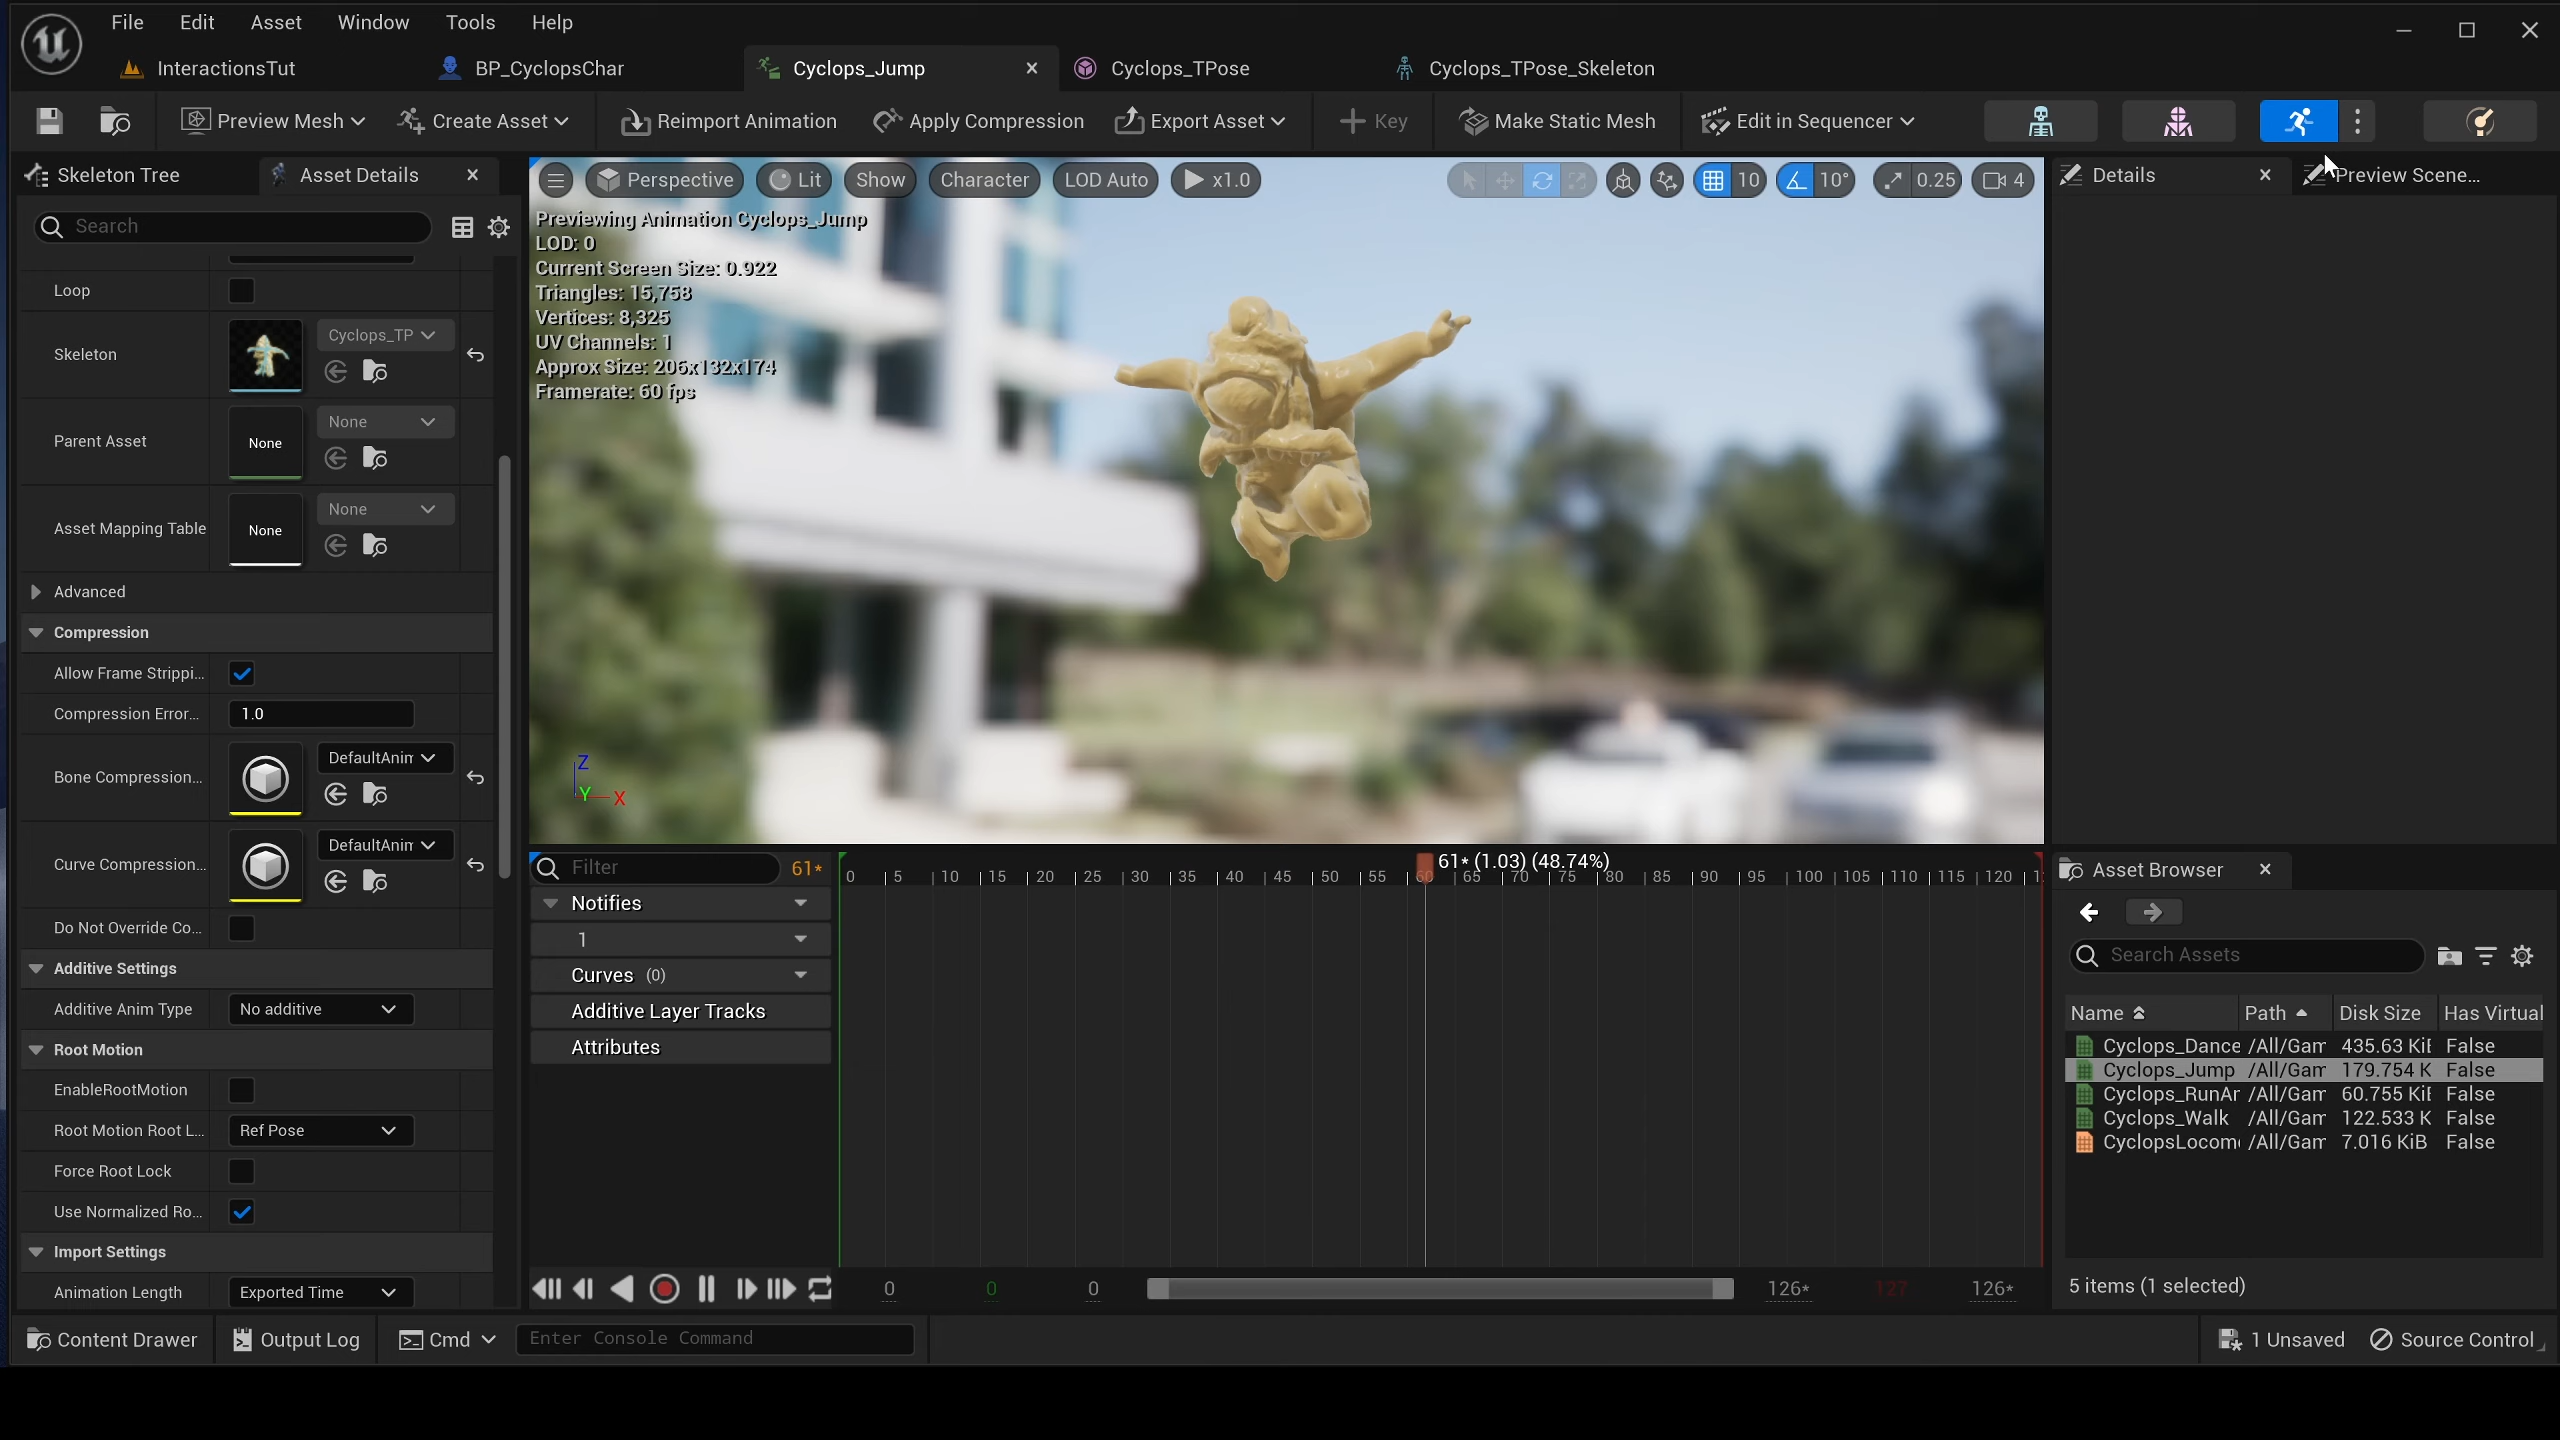 File Edit Asset Window Tools Help
InteractionsTut BP_CyclopsChar Cyclops_Jump Cyclops_TPose Cyclops_TPose_Skeleton
Preview Mesh Create Asset Reimport Animation Apply Compression Export Asset Key Make Static Mesh Edit in Sequencer
Skeleton Tree Asset Details
Search
Loop
Skeleton Cyclops_TP
Parent Asset None None
Asset Mapping Table None None
Advanced
Compression
Allow Frame Strippi...
Compression Error... 1.0
Bone Compression... DefaultAnim
Curve Compression... DefaultAnim
Do Not Override Co...
Additive Settings
Additive Anim Type No additive
Root Motion
EnableRootMotion
Root Motion Root L... Ref Pose
Force Root Lock
Use Normalized Ro...
Import Settings
Animation Length Exported Time
Perspective Lit Show Character LOD Auto x1.0 10 10° 0.25 4
Previewing Animation Cyclops_Jump
LOD: 0
Current Screen Size: 0.922
Triangles: 15,758
Vertices: 8,325
UV Channels: 1
Approx Size: 206x132x174
Framerate: 60 fps
Z
Y X
Filter 61*
61* (1.03) (48.74%)
0 5 10 15 20 25 30 35 40 45 50 55 60 65 70 75 80 85 90 95 100 105 110 115 120
Notifies
1
Curves (0)
Additive Layer Tracks
Attributes
0 0 0 126* 127 126*
Details Preview Scene...
Asset Browser
Search Assets
Name Path Disk Size Has Virtual
Cyclops_Dance /All/Gam 435.63 KiB False
Cyclops_Jump /All/Gam 179.754 K False
Cyclops_RunAr /All/Gam 60.755 KiB False
Cyclops_Walk /All/Gam 122.533 K False
CyclopsLocom /All/Gam 7.016 KiB False
5 items (1 selected)
Content Drawer Output Log Cmd Enter Console Command 1 Unsaved Source Control